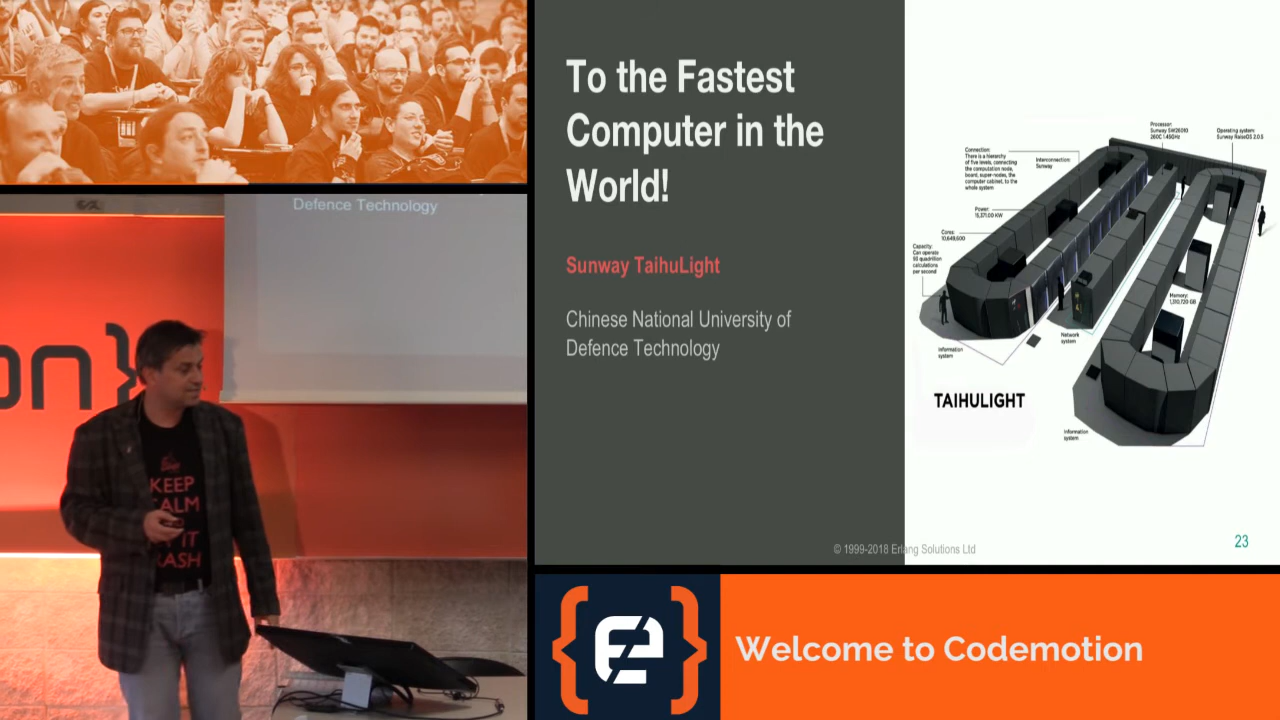 Defence Technology
on}
KEEP
CALM
IT
CRASH
To the Fastest
Computer in the
World!
Sunway TaihuLight
Chinese National University of
Defence Technology
Processor:
Sunway SW26010
260C 1.45GHz
Operating system:
Sunway RaiseOS 2.0.5
Connection:
There is a hierarchy
of five levels, connecting
the computation node,
board, super-nodes, the
computer cabinet, to the
whole system
Interconnection:
Sunway
Power:
15,371.00 KW
Cores:
10,649,600
Capacity:
Can operate
93 quadrillion
calculations
per second
Memory:
1,310,720 GB
Network
system
Information
system
TAIHULIGHT
Information
system
© 1999-2018 Erlang Solutions Ltd
23
Welcome to Codemotion